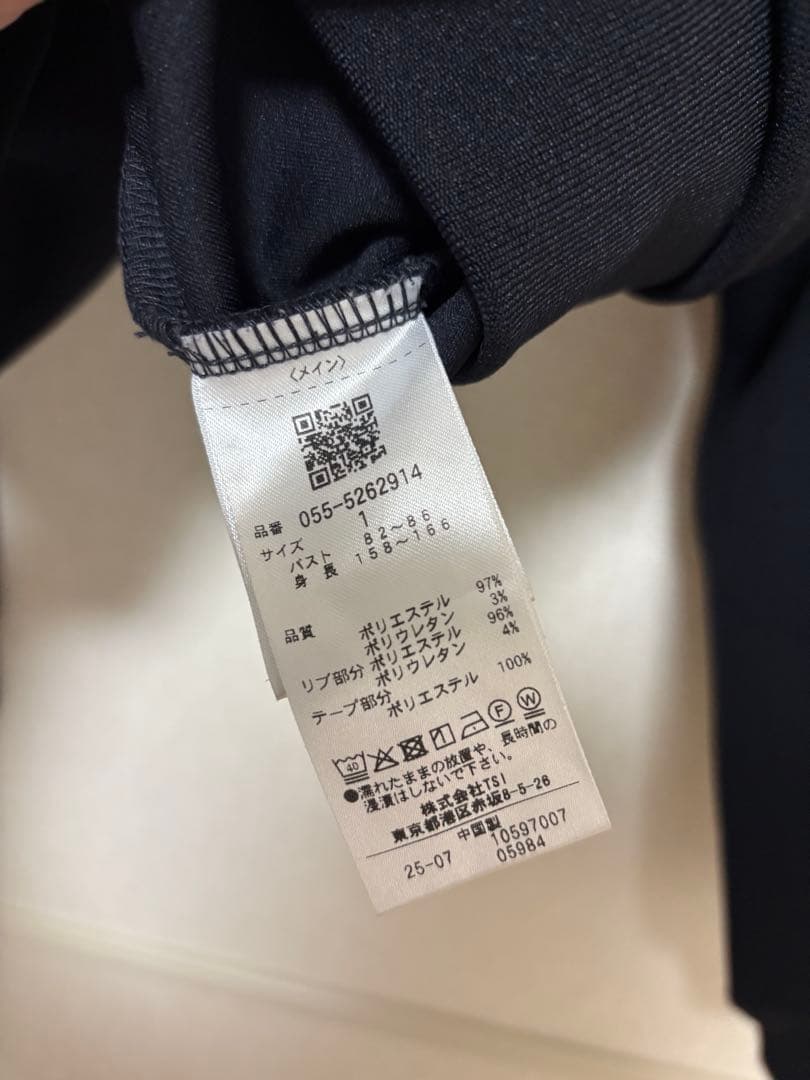 〈メイン〉
品番 055-5262914
サイズ 1
バスト 82～86
身長 158～166
品質 ポリエステル 97%
ポリウレタン 3%
リブ部分 ポリエステル 96%
ポリウレタン 4%
テープ部分
ポリエステル 100%
40 F W
●濡れたままの放置や、長時間の
浸漬はしないで下さい。
株式会社TSI
東京都港区赤坂8-5-26
中国製
25-07 10597007
05984